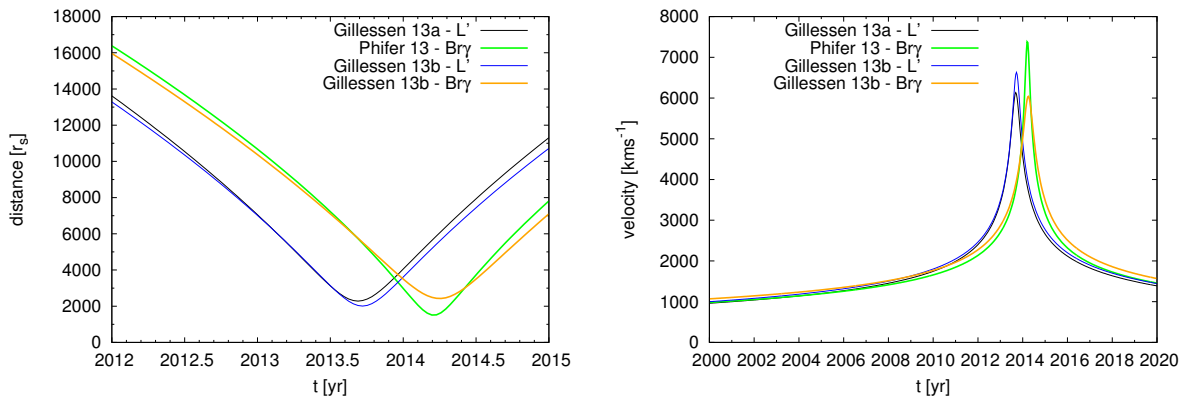 18000
16000
14000
12000
10000
8000
6000
4000
2000
0
distance [r_s]
2012 2012.5 2013 2013.5 2014 2014.5 2015
t [yr]
Gillessen 13a - L'
Phifer 13 - Brγ
Gillessen 13b - L'
Gillessen 13b - Brγ
8000
7000
6000
5000
4000
3000
2000
1000
0
velocity [kms⁻¹]
2000 2002 2004 2006 2008 2010 2012 2014 2016 2018 2020
t [yr]
Gillessen 13a - L'
Phifer 13 - Brγ
Gillessen 13b - L'
Gillessen 13b - Brγ